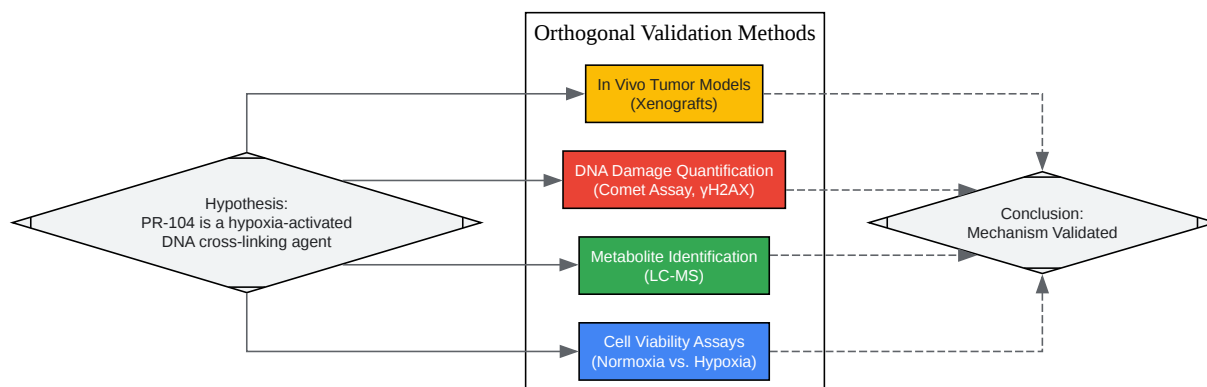 Orthogonal Validation Methods
In Vivo Tumor Models
(Xenografts)
DNA Damage Quantification
(Comet Assay, γH2AX)
Hypothesis:
PR-104 is a hypoxia-activated
DNA cross-linking agent
Conclusion:
Mechanism Validated
Metabolite Identification
(LC-MS)
Cell Viability Assays
(Normoxia vs. Hypoxia)